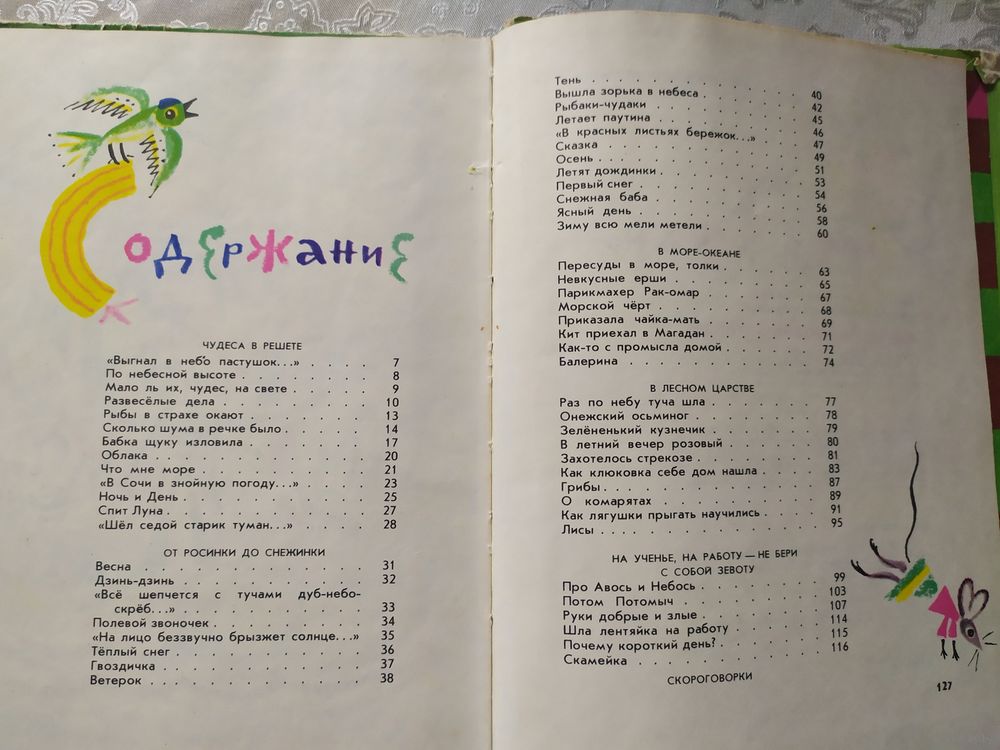 Содержание
ЧУДЕСА В РЕШЕТЕ
«Выгнал в небо пастушок...» . . . . . 7
По небесной высоте . . . . . . . . 8
Мало ль их, чудес, на свете . . . . . 9
Развесёлые дела . . . . . . . . . 10
Рыбы в страхе окают . . . . . . . 13
Сколько шума в речке было . . . . . 14
Бабка щуку изловила . . . . . . . 17
Облака . . . . . . . . . . . . 20
Что мне море . . . . . . . . . . 21
«В Сочи в знойную погоду...» . . . . 23
Ночь и День . . . . . . . . . . 25
Спит Луна . . . . . . . . . . . 27
«Шёл седой старик туман...» . . . . 28
ОТ РОСИНКИ ДО СНЕЖИНКИ
Весна . . . . . . . . . . . . 31
Дзинь-дзинь . . . . . . . . . . 32
«Всё шепчется с тучами дуб-небо-
скрёб...» . . . . . . . . . . 33
Полевой звоночек . . . . . . . . 34
«На лицо беззвучно брызжет солнце...» 35
Тёплый снег . . . . . . . . . . 36
Гвоздичка . . . . . . . . . . . 37
Ветерок . . . . . . . . . . . . 38
Тень . . . . . . . . . . . . 40
Вышла зорька в небеса . . . . . . 42
Рыбаки-чудаки . . . . . . . . . 45
Летает паутина . . . . . . . . . 46
«В красных листьях бережок...» . . . 47
Сказка . . . . . . . . . . . . 49
Осень . . . . . . . . . . . . 51
Летят дождинки . . . . . . . . . 53
Первый снег . . . . . . . . . . 54
Снежная баба . . . . . . . . . 56
Ясный день . . . . . . . . . . 58
Зиму всю мели метели . . . . . . . 60
В МОРЕ-ОКЕАНЕ
Пересуды в море, толки . . . . . . 63
Невкусные ерши . . . . . . . . . 65
Парикмахер Рак-омар . . . . . . . 67
Морской чёрт . . . . . . . . . . 68
Приказала чайка-мать . . . . . . . 69
Кит приехал в Магадан . . . . . . 71
Как-то с промысла домой . . . . . 72
Балерина . . . . . . . . . . . 74
В ЛЕСНОМ ЦАРСТВЕ
Раз по небу туча шла . . . . . . . 77
Онежский осьминог . . . . . . . . 78
Зелёненький кузнечик . . . . . . . 79
В летний вечер розовый . . . . . . 80
Захотелось стрекозе . . . . . . . . 81
Как клюковка себе дом нашла . . . . 83
Грибы . . . . . . . . . . . . 87
О комарятах . . . . . . . . . . 89
Как лягушки прыгать научились . . . . 91
Лисы . . . . . . . . . . . . 95
НА УЧЕНЬЕ, НА РАБОТУ — НЕ БЕРИ
С СОБОЙ ЗЕВОТУ
Про Авось и Небось . . . . . . . 99
Потом Потомыч . . . . . . . . . 103
Руки добрые и злые . . . . . . . . 107
Шла лентяйка на работу . . . . . . 114
Почему короткий день? . . . . . . . 115
Скамейка . . . . . . . . . . . 116
СКОРОГОВОРКИ
127